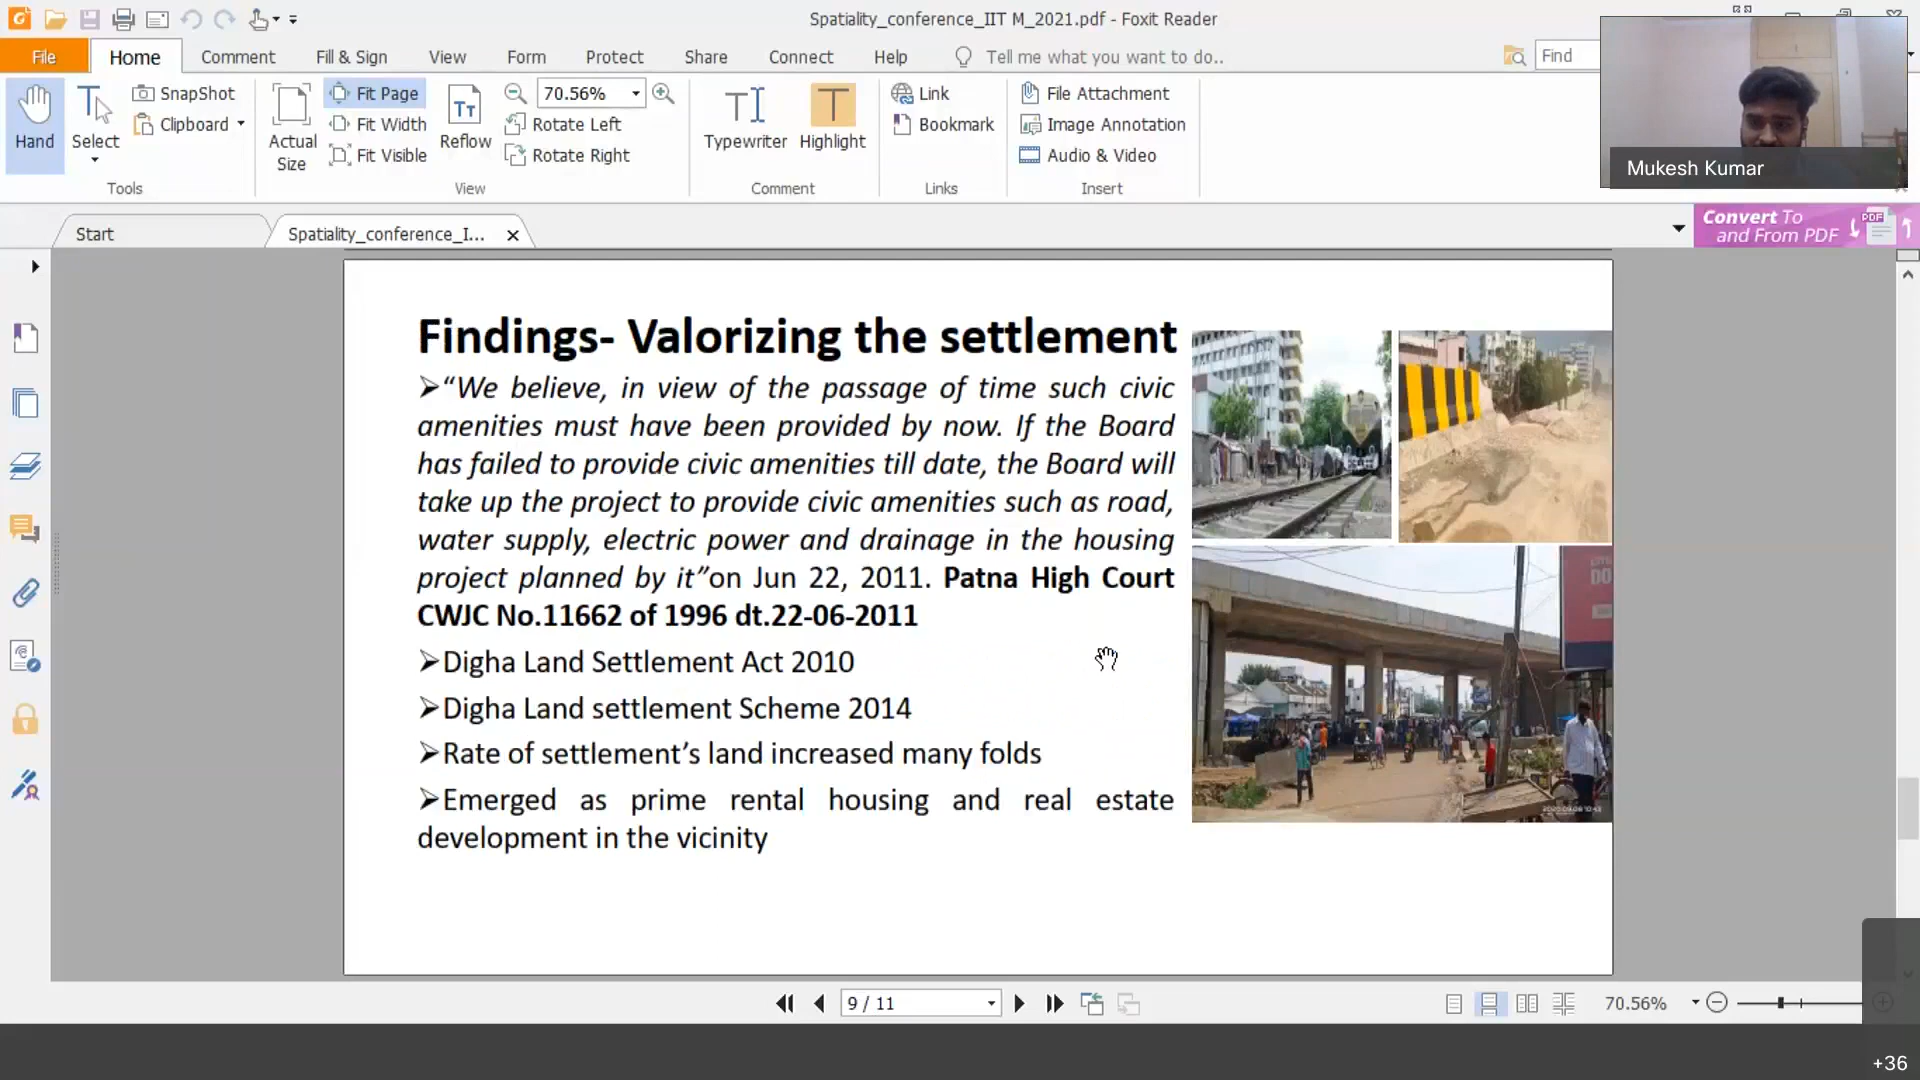 Spatiality_conference_IIT M_2021.pdf - Foxit Reader
File Home Comment Fill & Sign View Form Protect Share Connect Help Tell me what you want to do.. Find
Hand
Select
SnapShot
Clipboard
Tools
Actual
Size
Fit Page
Fit Width
Fit Visible
Reflow
70.56%
Rotate Left
Rotate Right
View
Typewriter
Highlight
Comment
Link
Bookmark
Links
File Attachment
Image Annotation
Audio & Video
Insert
Mukesh Kumar
Start
Spatiality_conference_I...
Convert To
and From PDF
PDF
Findings- Valorizing the settlement
➢“We believe, in view of the passage of time such civic
amenities must have been provided by now. If the Board
has failed to provide civic amenities till date, the Board will
take up the project to provide civic amenities such as road,
water supply, electric power and drainage in the housing
project planned by it”on Jun 22, 2011. Patna High Court
CWJC No.11662 of 1996 dt.22-06-2011
➢Digha Land Settlement Act 2010
➢Digha Land settlement Scheme 2014
➢Rate of settlement’s land increased many folds
➢Emerged as prime rental housing and real estate
development in the vicinity
DO
9 / 11
70.56%
+36